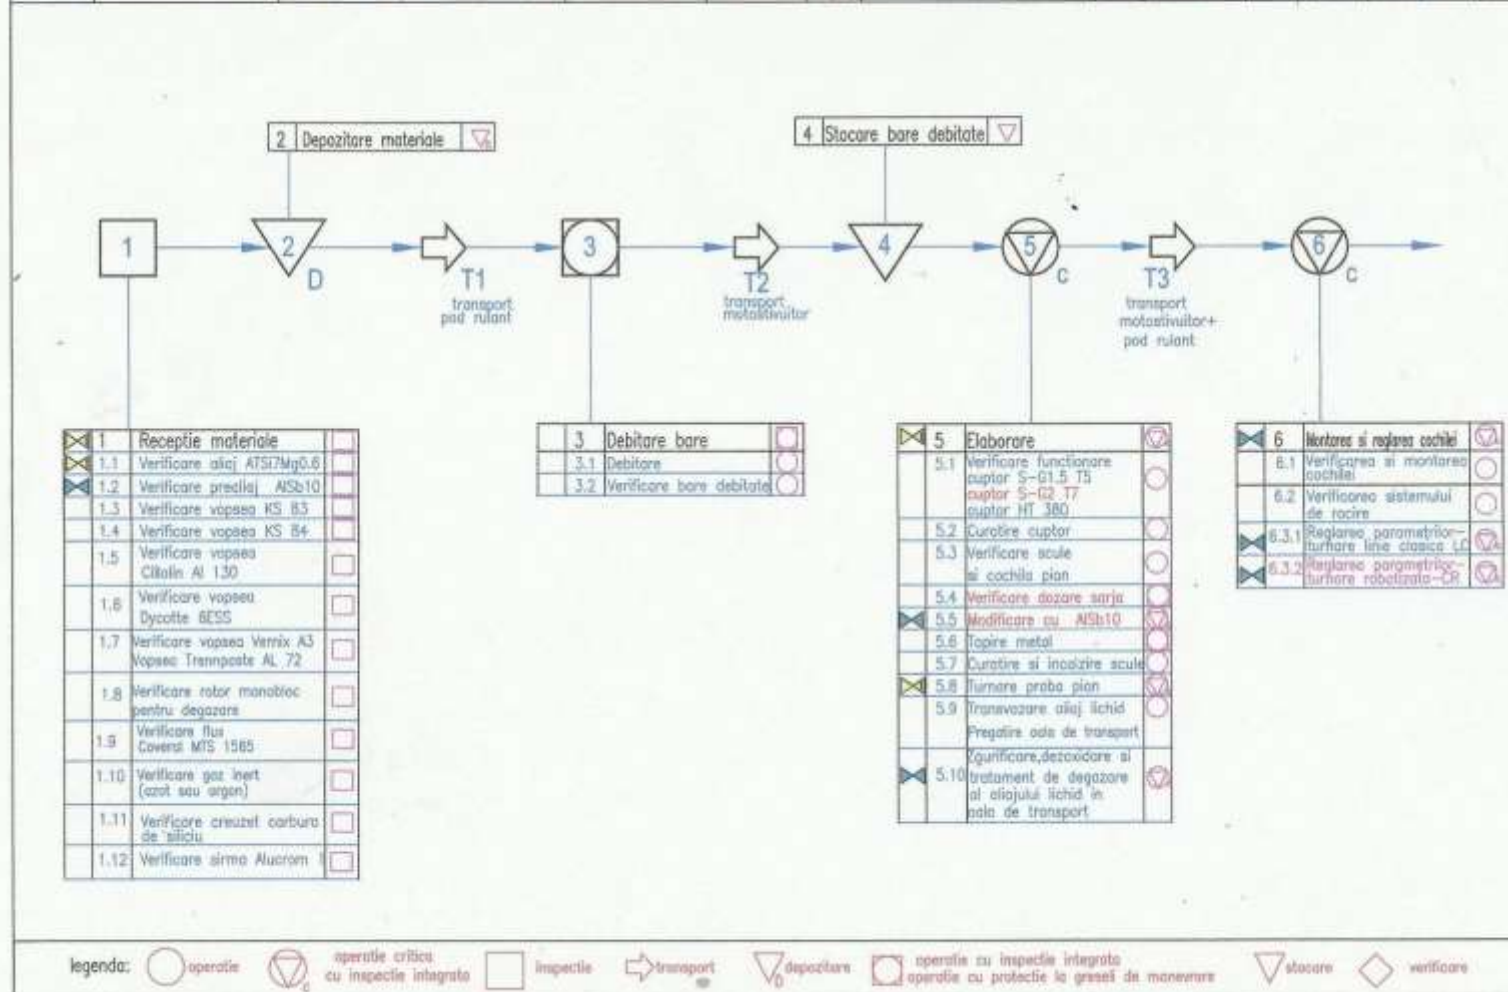 2 Depozitare materiale D
4 Stocare bare debitate
1
2
D
T1
transport
pod rulant
3
T2
transport
motostivuitor
4
5
c
T3
transport
motostivuitor+
pod rulant
6
c
1 Receptie materiale
1.1 Verificare aliaj ATSi7Mg0.6
1.2 Verificare prealiaj AlSb10
1.3 Verificare vopsea KS 83
1.4 Verificare vopsea KS 84
1.5 Verificare vopsea
Cillolin Al 130
1.6 Verificare vopsea
Dycotte 6ESS
1.7 Verificare vopsea Vernix A3
Vopsea Trennpaste AL 72
1.8 Verificare rotor monobloc
pentru degazare
1.9 Verificare flux
Coveral MTS 1565
1.10 Verificare gaz inert
(azot sau argon)
1.11 Verificare creuzet carbura
de siliciu
1.12 Verificare sirma Alucrom
3 Debitare bare
3.1 Debitare
3.2 Verificare bare debitate
5 Elaborare
5.1 Verificare functionare
cuptor S-G1.5 T5
cuptor S-G2 T7
cuptor HT 380
5.2 Curatire cuptor
5.3 Verificare scule
si cochila pian
5.4 Verificare dozare sarja
5.5 Modificare cu AlSb10
5.6 Topire metal
5.7 Curatire si incalzire scule
5.8 Turnare proba pian
5.9 Transvazare aliaj lichid
Pregatire oala de transport
5.10 Zgurificare,dezoxidare si
tratament de degazare
al aliajului lichid in
oala de transport
6 Montarea si reglarea cochilei
6.1 Verificarea si montarea
cochilei
6.2 Verificarea sistemului
de racire
6.3.1 Reglarea parametrilor-
turnare linie clasica LC
6.3.2 Reglarea parametrilor-
turnare robotizata-CR
legenda: operatie
operatie critica
cu inspectie integrata
c
inspectie
transport
D depozitare
operatie cu inspectie integrata
operatie cu protectie la greseli de manevrare
stocare
verificare